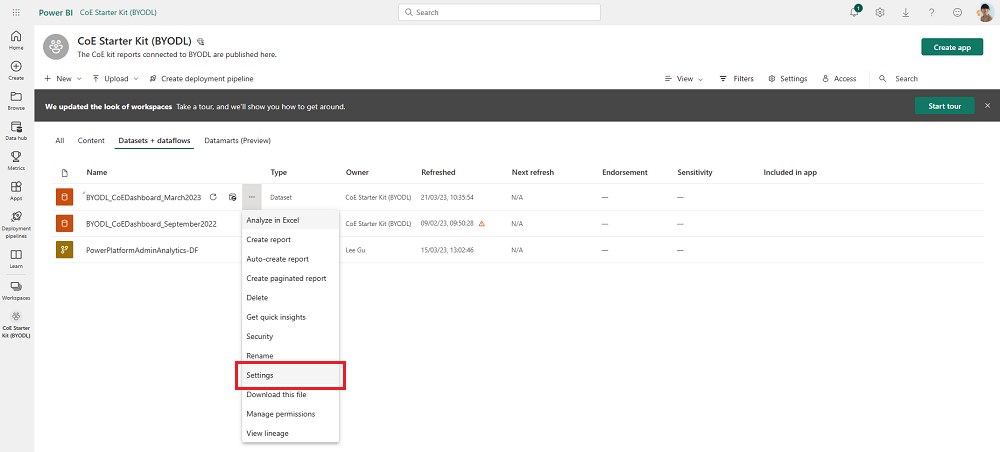 Power BI CoE Starter Kit (BYODL)
Search
1
CoE Starter Kit (BYODL)
The CoE kit reports connected to BYODL are published here.
Create app
New Upload Create deployment pipeline
View Filters Settings Access Search
We updated the look of workspaces Take a tour, and we'll show you how to get around.
Start tour
All Content Datasets + dataflows Datamarts (Preview)
Name Type Owner Refreshed Next refresh Endorsement Sensitivity Included in app
BYODL_CoEDashboard_March2023 Dataset CoE Starter Kit (BYODL) 21/03/23, 10:35:54 N/A — —
BYODL_CoEDashboard_September2022 CoE Starter Kit (BYODL) 09/02/23, 09:50:28 N/A — —
PowerPlatformAdminAnalytics-DF Lee Gu 15/03/23, 13:02:46 N/A — —
Analyze in Excel
Create report
Auto-create report
Create paginated report
Delete
Get quick insights
Security
Rename
Settings
Download this file
Manage permissions
View lineage
Home
Create
Browse
Data hub
Metrics
Apps
Deployment
pipelines
Learn
Workspaces
CoE Starter
Kit (BYODL)